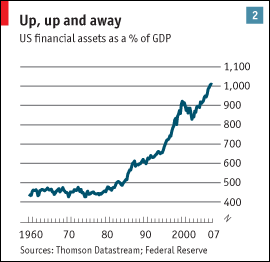 Up, up and away
2
US financial assets as a % of GDP
1,100
1,000
900
800
700
600
500
400
1960 70 80 90 2000 07
Sources: Thomson Datastream; Federal Reserve